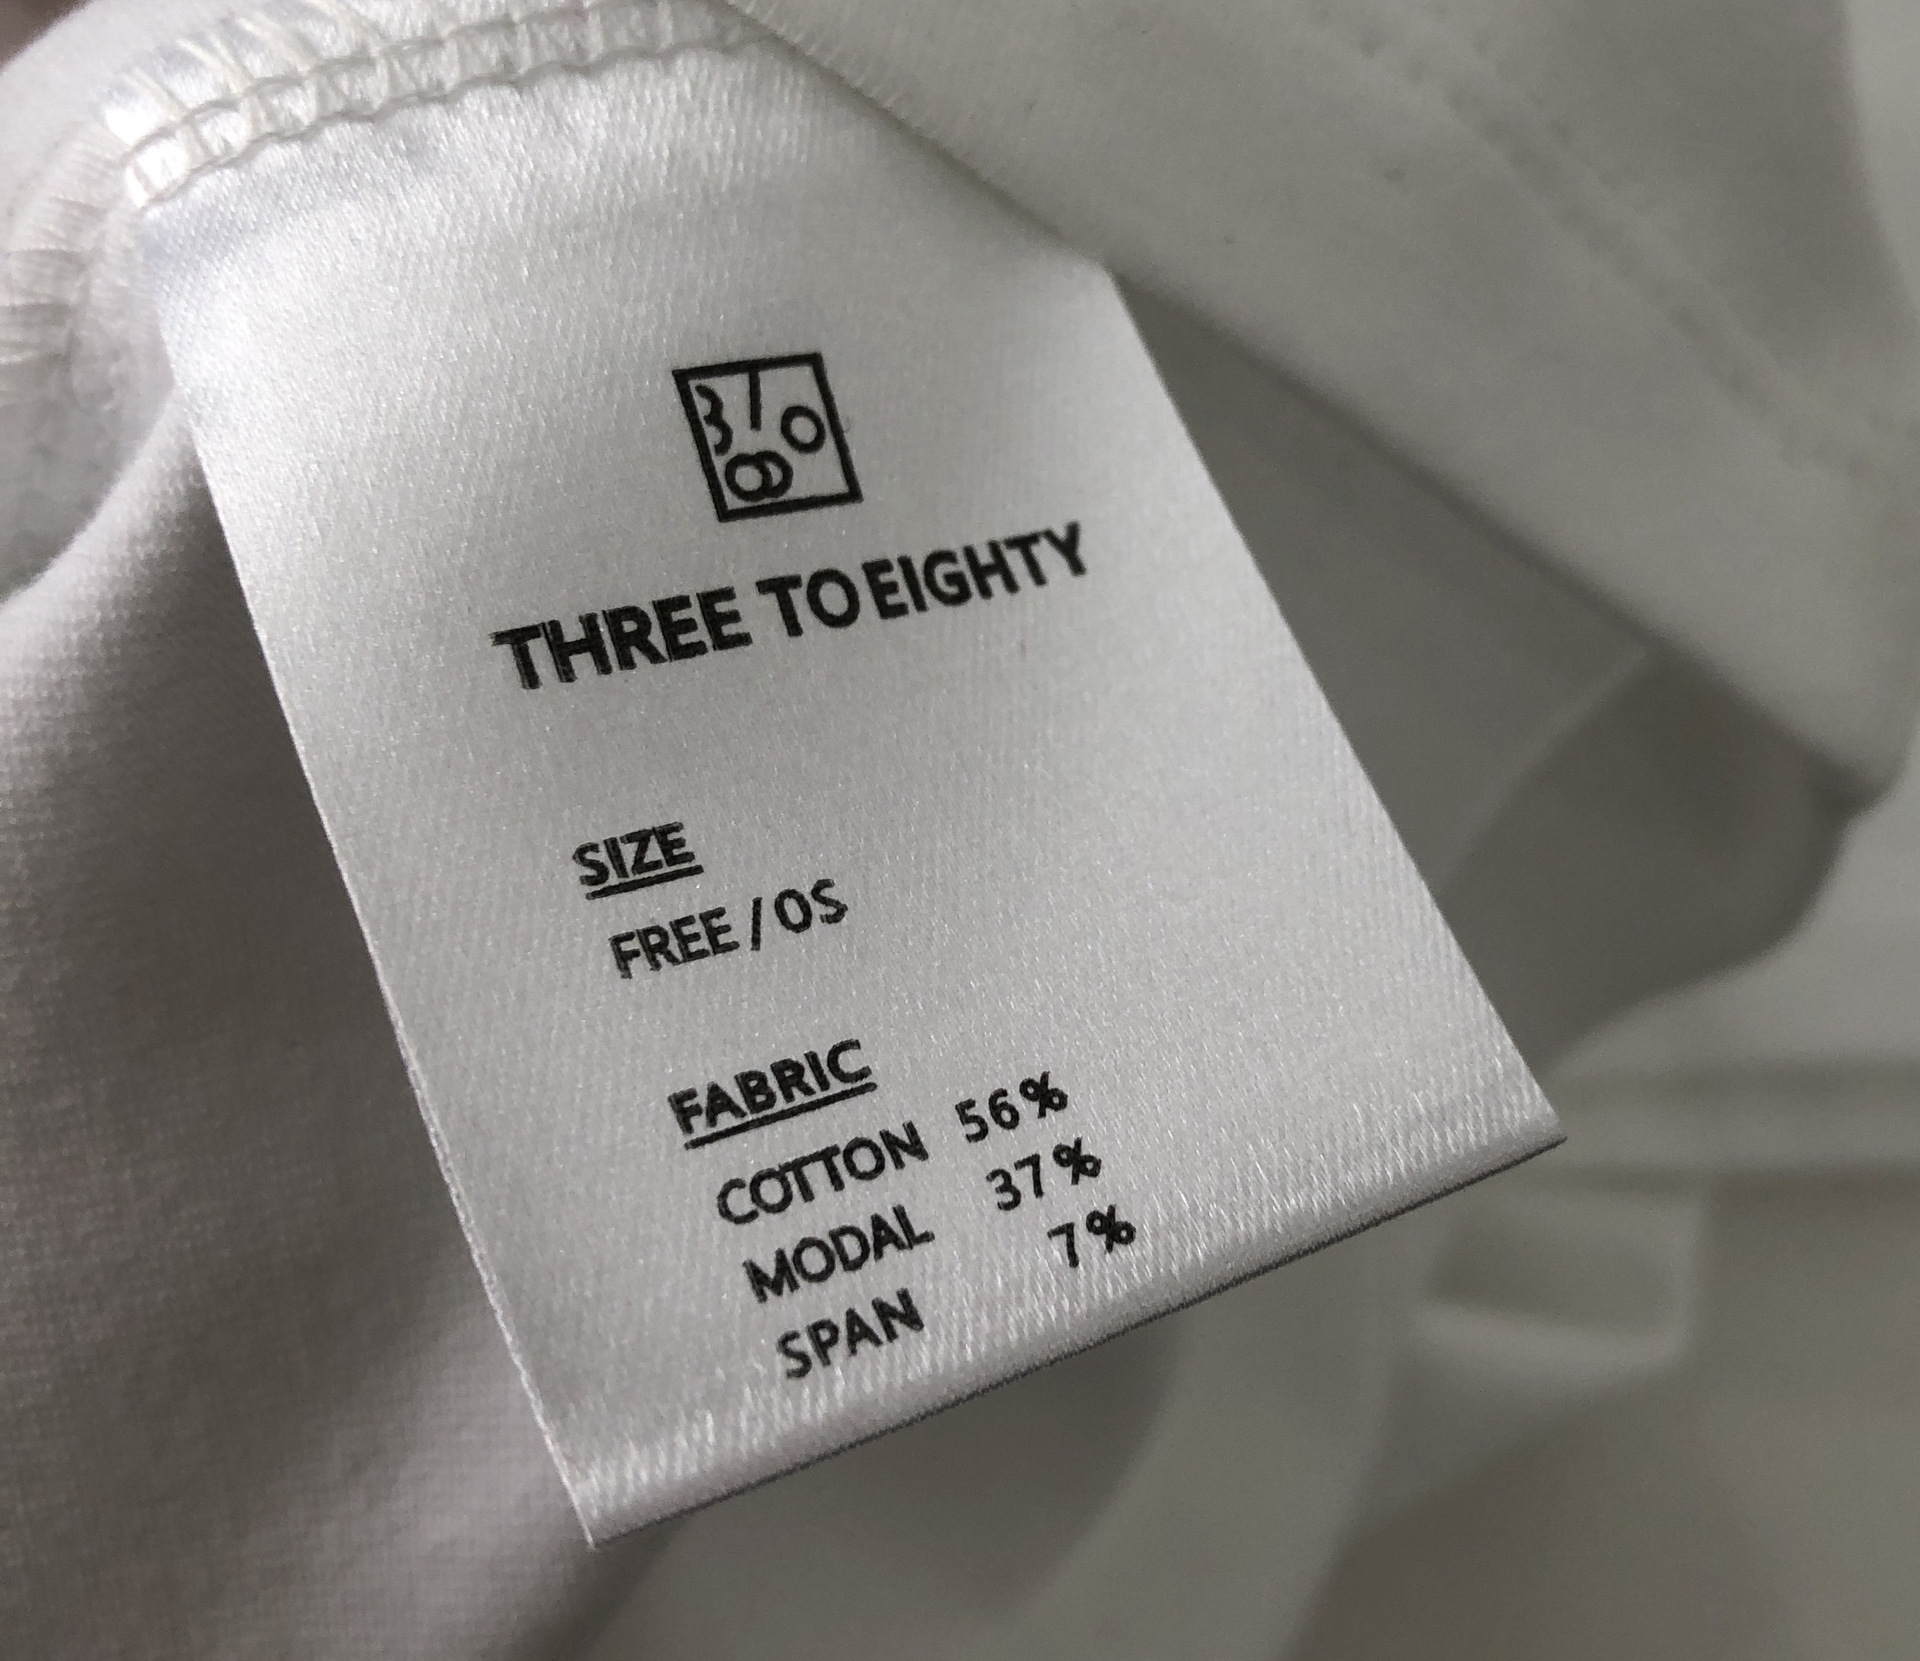 THREE TO EIGHTY
SIZE
FREE / OS
FABRIC
COTTON 56%
MODAL 37%
SPAN 7%